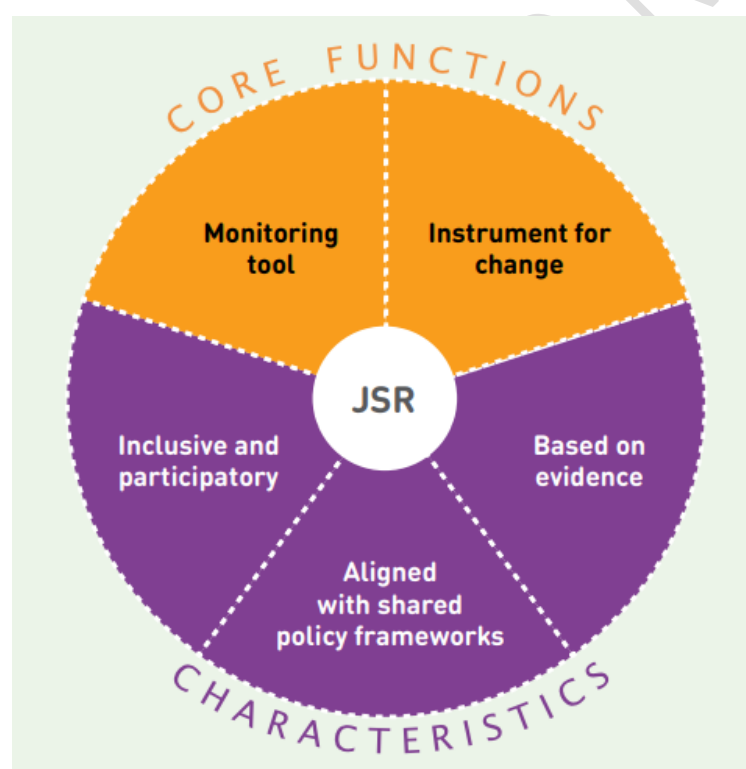 CORE FUNCTIONS
Monitoring
tool
Instrument for
change
JSR
Inclusive and
participatory
Based on
evidence
Aligned
with shared
policy frameworks
CHARACTERISTICS